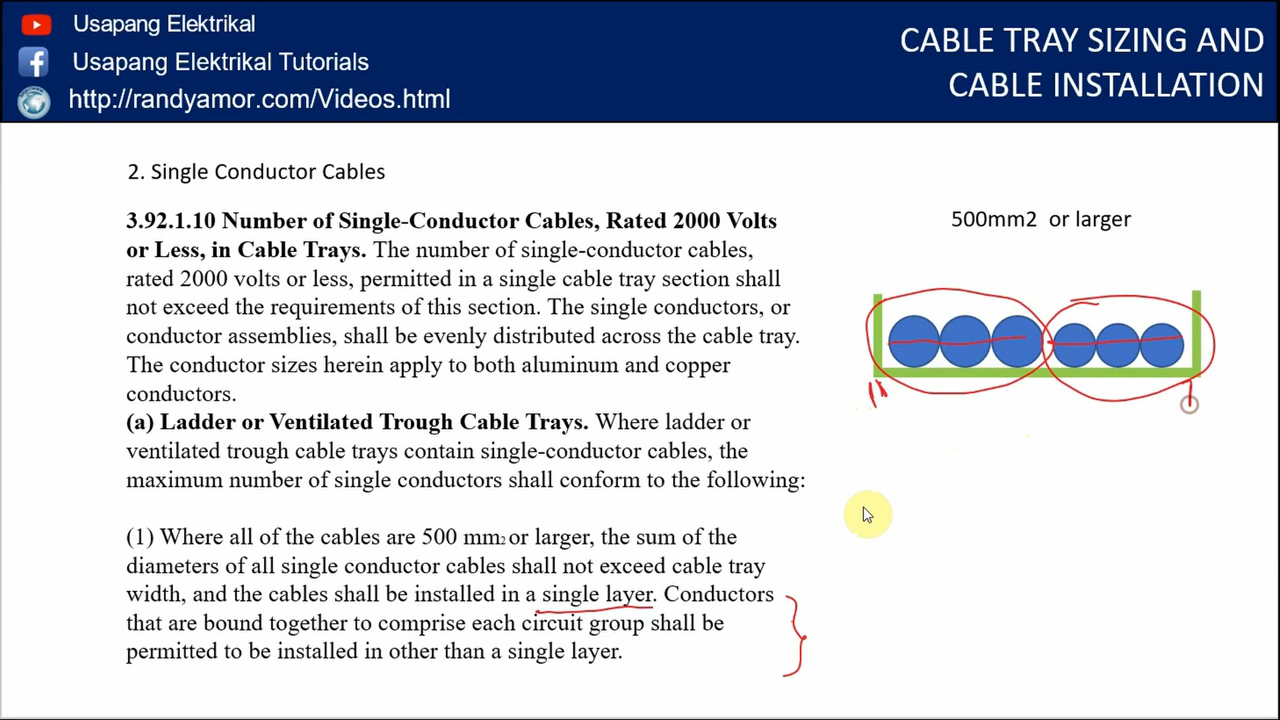 Usapang Elektrikal
Usapang Elektrikal Tutorials
http://randyamor.com/Videos.html
CABLE TRAY SIZING AND
CABLE INSTALLATION
2. Single Conductor Cables
3.92.1.10 Number of Single-Conductor Cables, Rated 2000 Volts
or Less, in Cable Trays. The number of single-conductor cables,
rated 2000 volts or less, permitted in a single cable tray section shall
not exceed the requirements of this section. The single conductors, or
conductor assemblies, shall be evenly distributed across the cable tray.
The conductor sizes herein apply to both aluminum and copper
conductors.
(a) Ladder or Ventilated Trough Cable Trays. Where ladder or
ventilated trough cable trays contain single-conductor cables, the
maximum number of single conductors shall conform to the following:
(1) Where all of the cables are 500 mm2 or larger, the sum of the
diameters of all single conductor cables shall not exceed cable tray
width, and the cables shall be installed in a single layer. Conductors
that are bound together to comprise each circuit group shall be
permitted to be installed in other than a single layer.
500mm2 or larger